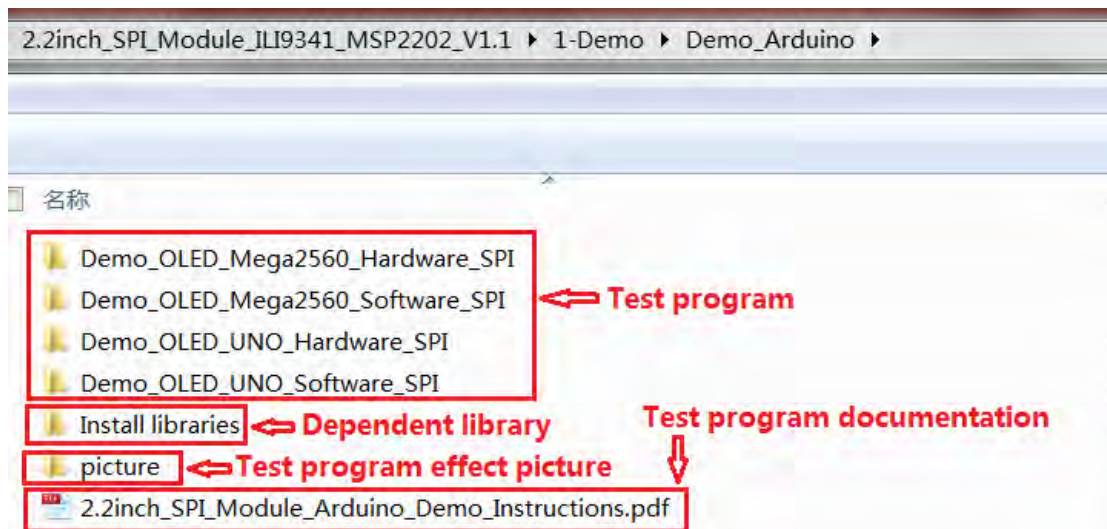 2.2inch_SPI_Module_ILI9341_MSP2202_V1.1 ▸ 1-Demo ▸ Demo_Arduino ▸
名称
Demo_OLED_Mega2560_Hardware_SPI
Demo_OLED_Mega2560_Software_SPI
Test program
Demo_OLED_UNO_Hardware_SPI
Demo_OLED_UNO_Software_SPI
Install libraries
Dependent library
Test program documentation
picture
Test program effect picture
2.2inch_SPI_Module_Arduino_Demo_Instructions.pdf